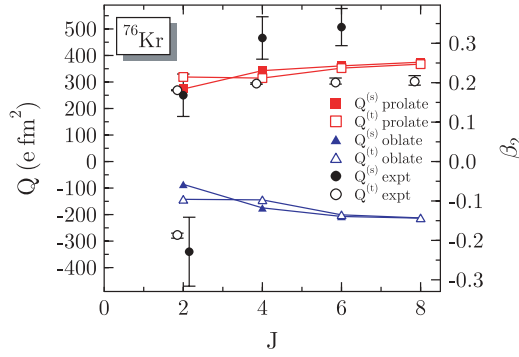 ⁷⁶Kr
Q (e fm²)
500
400
300
200
100
0
-100
-200
-300
-400
Q⁽ˢ⁾ prolate
Q⁽ᵗ⁾ prolate
Q⁽ˢ⁾ oblate
Q⁽ᵗ⁾ oblate
Q⁽ˢ⁾ expt
Q⁽ᵗ⁾ expt
0.3
0.2
0.1
0.0
-0.1
-0.2
-0.3
β₂
0 2 4 6 8
J